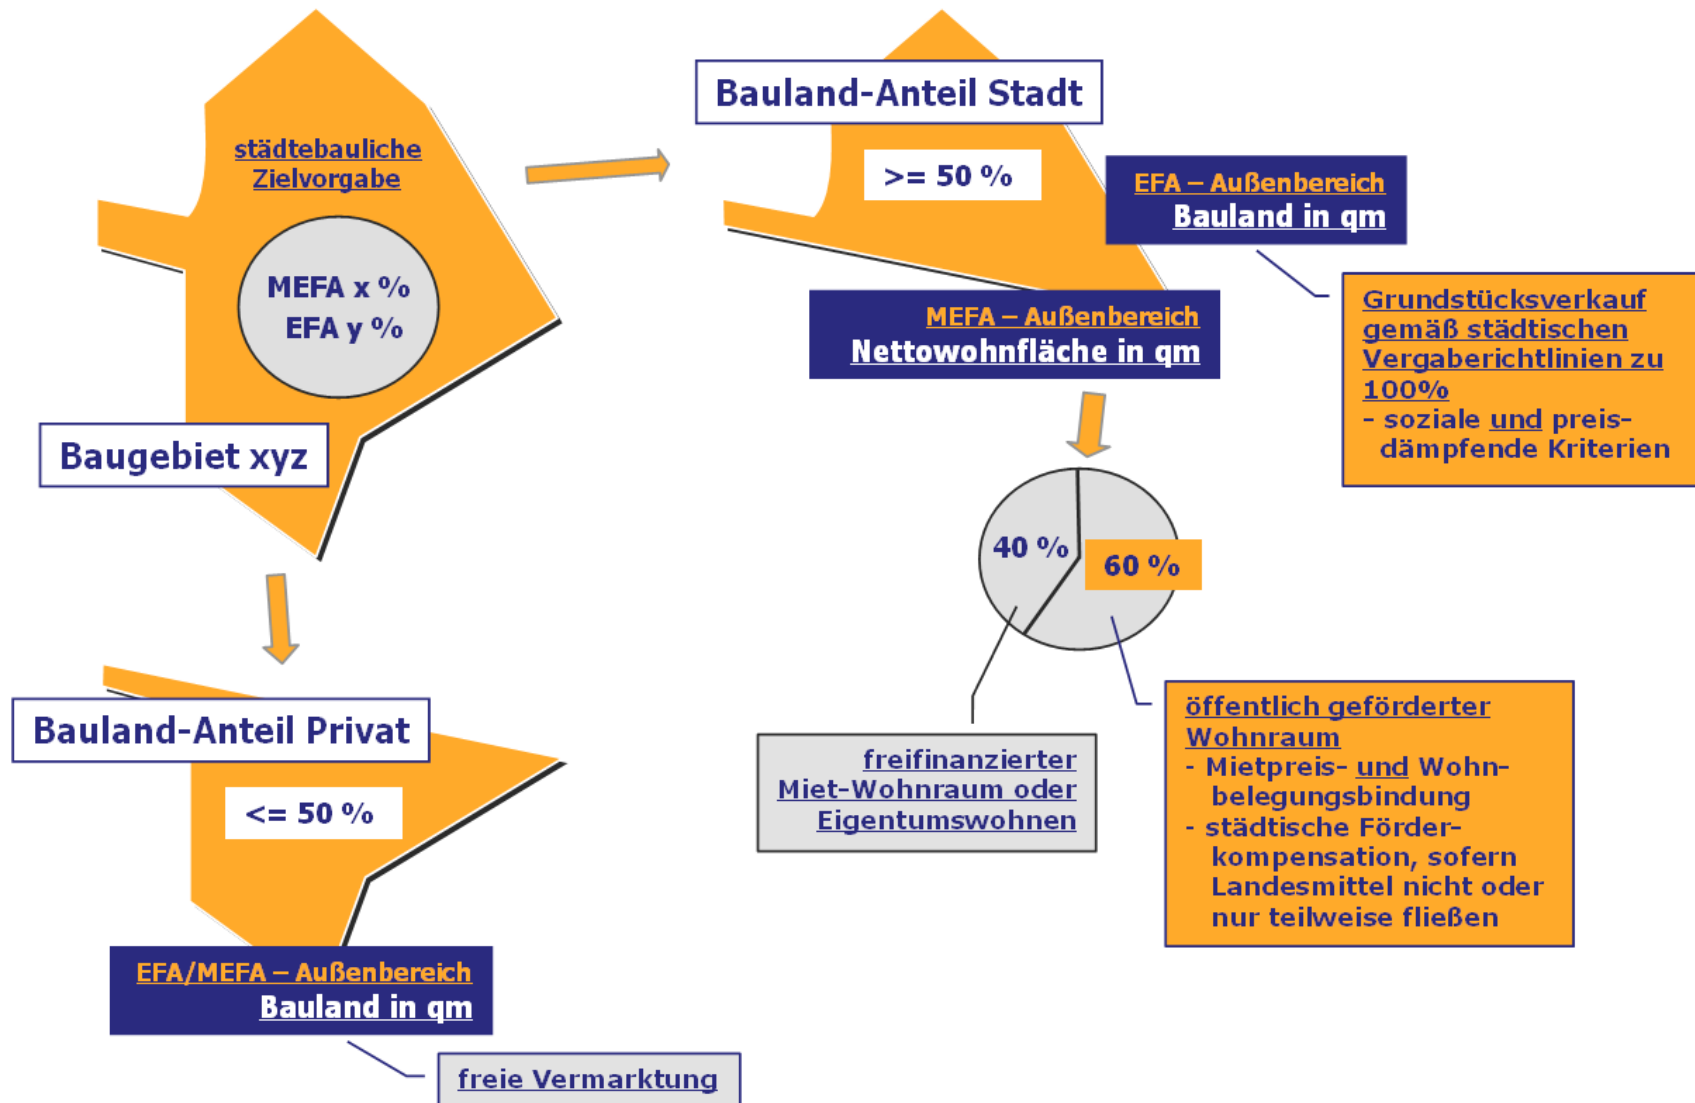 städtebauliche
Zielvorgabe
MEFA x %
EFA y %
Baugebiet xyz
Bauland-Anteil Stadt
>= 50 %
EFA – Außenbereich
Bauland in qm
Grundstücksverkauf
gemäß städtischen
Vergaberichtlinien zu
100%
- soziale und preis-
dämpfende Kriterien
MEFA – Außenbereich
Nettowohnfläche in qm
40 %
60 %
freifinanzierter
Miet-Wohnraum oder
Eigentumswohnen
öffentlich geförderter
Wohnraum
- Mietpreis- und Wohn-
belegungsbindung
- städtische Förder-
kompensation, sofern
Landesmittel nicht oder
nur teilweise fließen
Bauland-Anteil Privat
<= 50 %
EFA/MEFA – Außenbereich
Bauland in qm
freie Vermarktung